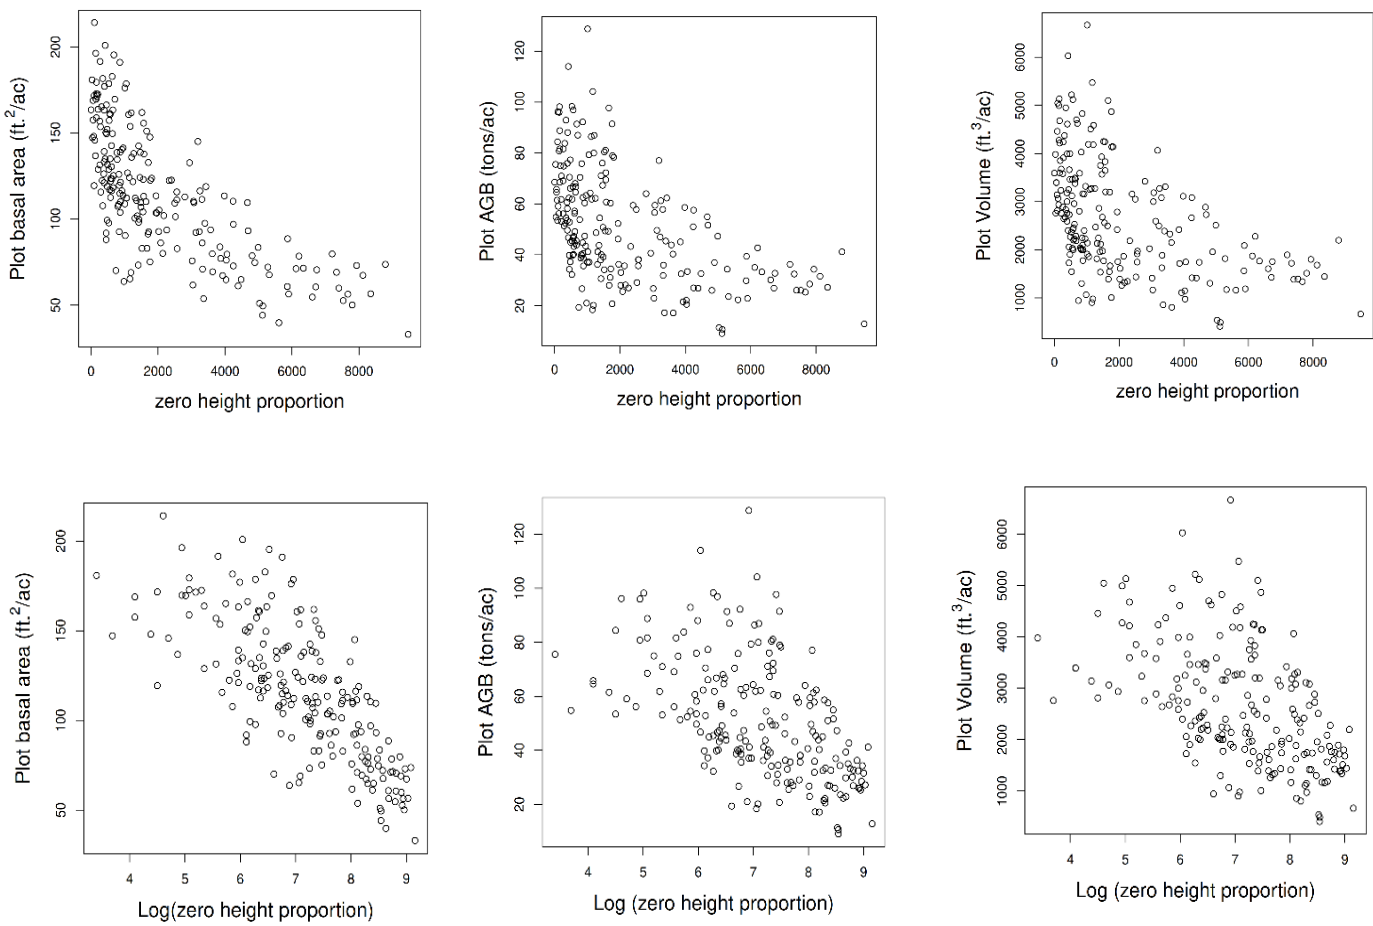 Plot basal area (ft.²/ac)
50 100 150 200
0 2000 4000 6000 8000
zero height proportion
Plot AGB (tons/ac)
20 40 60 80 100 120
0 2000 4000 6000 8000
zero height proportion
Plot Volume (ft.³/ac)
1000 2000 3000 4000 5000 6000
0 2000 4000 6000 8000
zero height proportion
Plot basal area (ft.²/ac)
50 100 150 200
4 5 6 7 8 9
Log(zero height proportion)
Plot AGB (tons/ac)
20 40 60 80 100 120
4 5 6 7 8 9
Log (zero height proportion)
Plot Volume (ft.³/ac)
1000 2000 3000 4000 5000 6000
4 5 6 7 8 9
Log (zero height proportion)